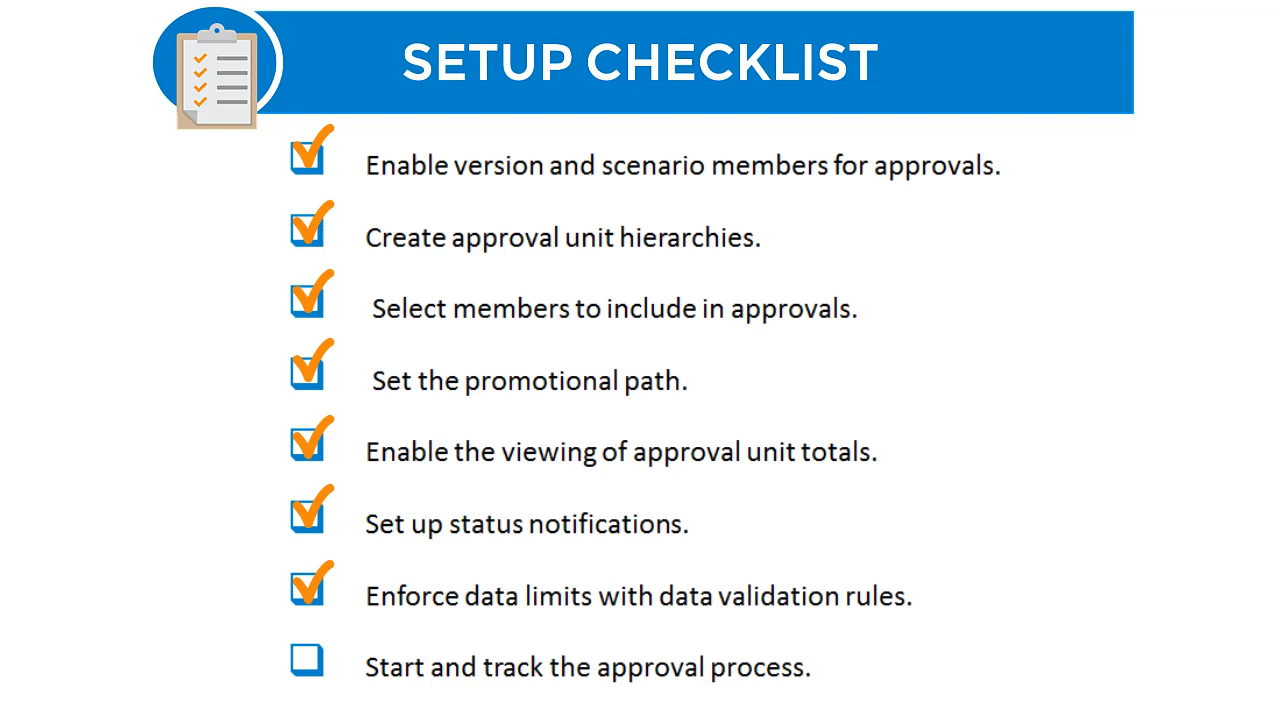 SETUP CHECKLIST
Enable version and scenario members for approvals.
Create approval unit hierarchies.
Select members to include in approvals.
Set the promotional path.
Enable the viewing of approval unit totals.
Set up status notifications.
Enforce data limits with data validation rules.
Start and track the approval process.